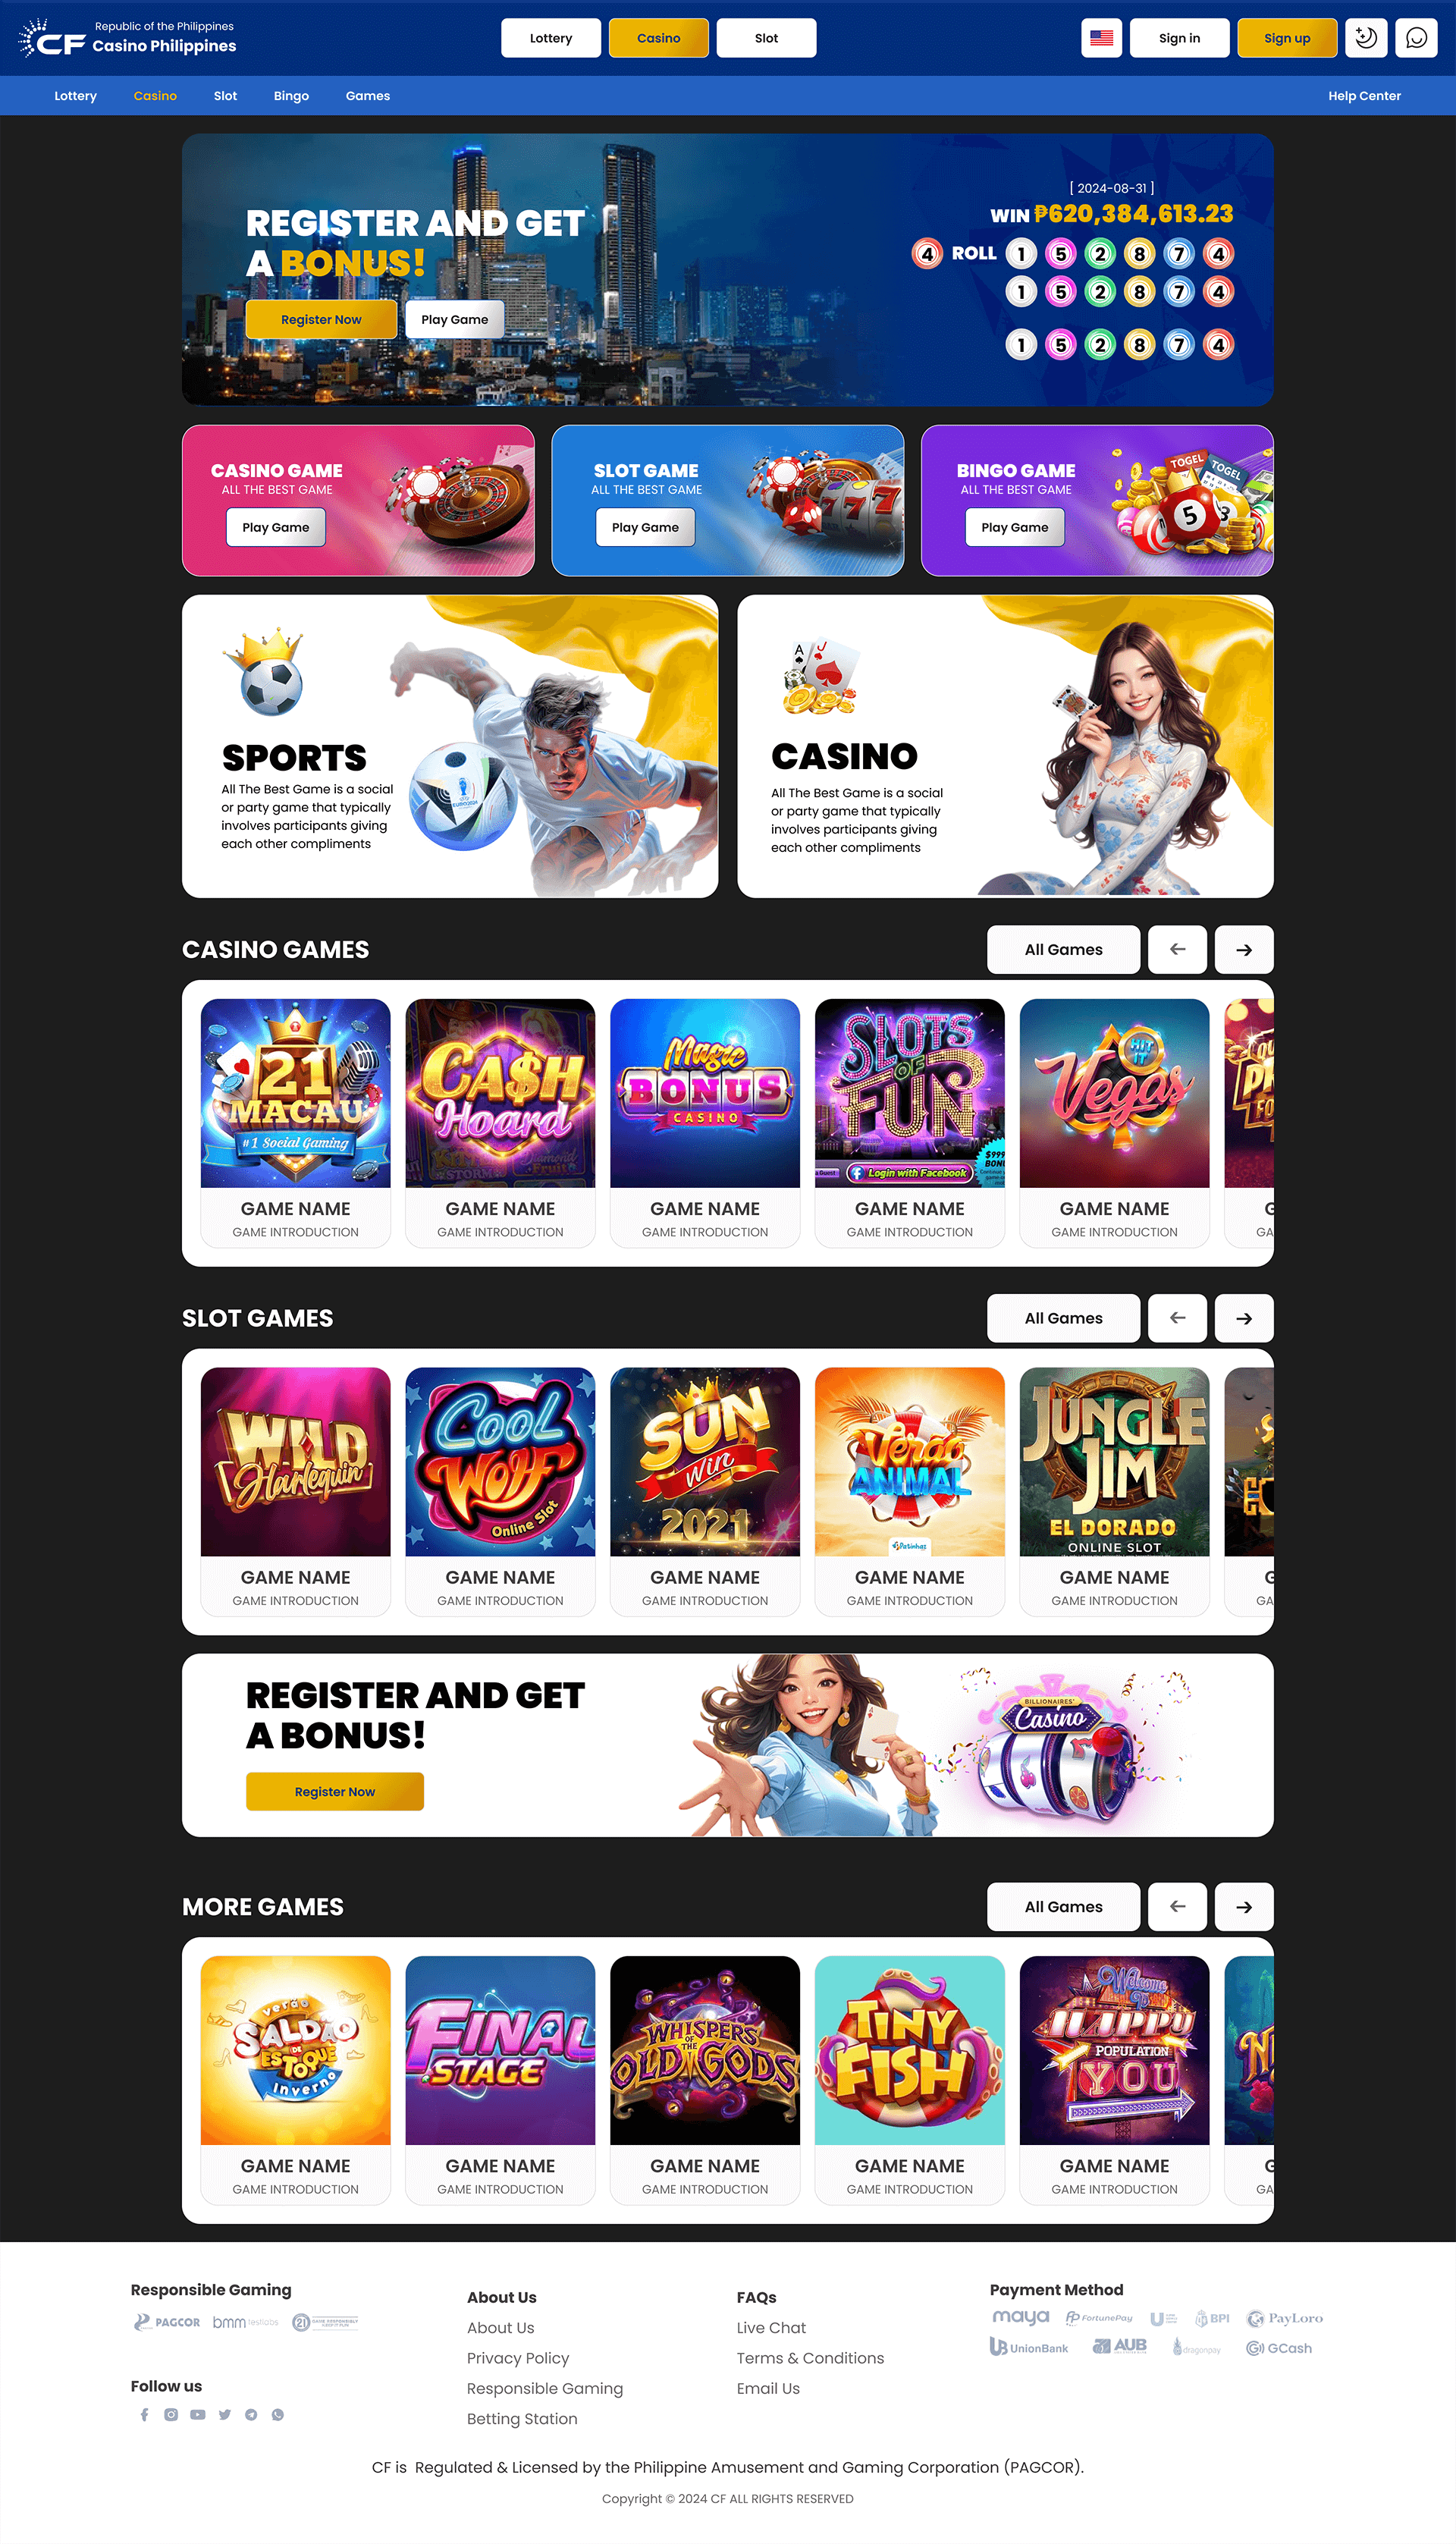 CF
Republic of the Philippines
Casino Philippines
Lottery
Casino
Slot
Sign in
Sign up
Lottery
Casino
Slot
Bingo
Games
Help Center
REGISTER AND GET
A BONUS!
Register Now
Play Game
[ 2024-08-31 ]
WIN ₱620,384,613.23
4 ROLL 1 5 2 8 7 4
1 5 2 8 7 4
1 5 2 8 7 4
CASINO GAME
ALL THE BEST GAME
Play Game
SLOT GAME
ALL THE BEST GAME
Play Game
777
BINGO GAME
ALL THE BEST GAME
Play Game
TOGEL
TOGEL
5
3
SPORTS
All The Best Game is a social
or party game that typically
involves participants giving
each other compliments
A
J
CASINO
All The Best Game is a social
or party game that typically
involves participants giving
each other compliments
CASINO GAMES
All Games
21
MACAU
#1 Social Gaming
GAME NAME
GAME INTRODUCTION
CA$H
Hoard
GAME NAME
GAME INTRODUCTION
Magic
BONUS
CASINO
GAME NAME
GAME INTRODUCTION
SLOTS
OF
FUN
Login with Facebook
GAME NAME
GAME INTRODUCTION
HIT
IT
Vegas
GAME NAME
GAME INTRODUCTION
G
GA
SLOT GAMES
All Games
WILD
Harlequin
GAME NAME
GAME INTRODUCTION
COOL
WOLF
Online Slot
GAME NAME
GAME INTRODUCTION
SUN
Win
2021
GAME NAME
GAME INTRODUCTION
Verão
ANIMAL
Patinhas
GAME NAME
GAME INTRODUCTION
JUNGLE
JIM
EL DORADO
ONLINE SLOT
GAME NAME
GAME INTRODUCTION
G
GA
REGISTER AND GET
A BONUS!
Register Now
BILLIONAIRES'
Casino
MORE GAMES
All Games
verão
SALDÃO
DE
ESTOQUE
inverno
GAME NAME
GAME INTRODUCTION
FINAL
STAGE
GAME NAME
GAME INTRODUCTION
WHISPERS
OF THE
OLD GODS
GAME NAME
GAME INTRODUCTION
TINY
FISH
GAME NAME
GAME INTRODUCTION
Welcome
HAPPY
POPULATION
YOU
GAME NAME
GAME INTRODUCTION
G
GA
Responsible Gaming
PAGCOR
bmm testlabs
21
Follow us
About Us
About Us
Privacy Policy
Responsible Gaming
Betting Station
FAQs
Live Chat
Terms & Conditions
Email Us
Payment Method
maya FortunePay BPI PayLoro
UnionBank AUB dragonpay GCash
CF is  Regulated & Licensed by the Philippine Amusement and Gaming Corporation (PAGCOR).
Copyright © 2024 CF ALL RIGHTS RESERVED